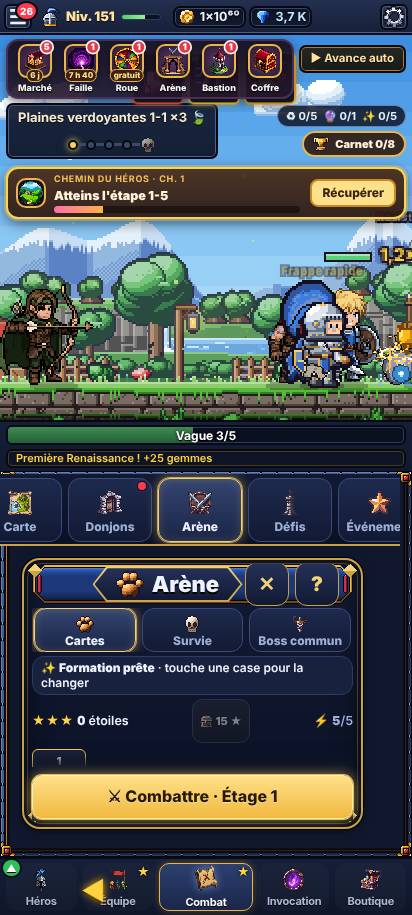 26
Niv. 151
1×10⁶⁰
3,7 K
5
6 j
Marché
1
7 h 40
Faille
1
gratuit
Roue
1
Arène
1
Bastion
Coffre
▶ Avance auto
Plaines verdoyantes 1-1 ×3
0/5 0/1 0/5
Carnet 0/8
CHEMIN DU HÉROS · CH. 1
Atteins l'étape 1-5
Récupérer
Frappe rapide
Vague 3/5
Première Renaissance ! +25 gemmes
Carte
Donjons
Arène
Défis
Événeme
Arène
×
?
Cartes
Survie
Boss commun
✨ Formation prête · touche une case pour la
changer
★★★ 0 étoiles
15 ★
⚡ 5/5
1
⚔ Combattre · Étage 1
Héros
Équipe
Combat
Invocation
Boutique